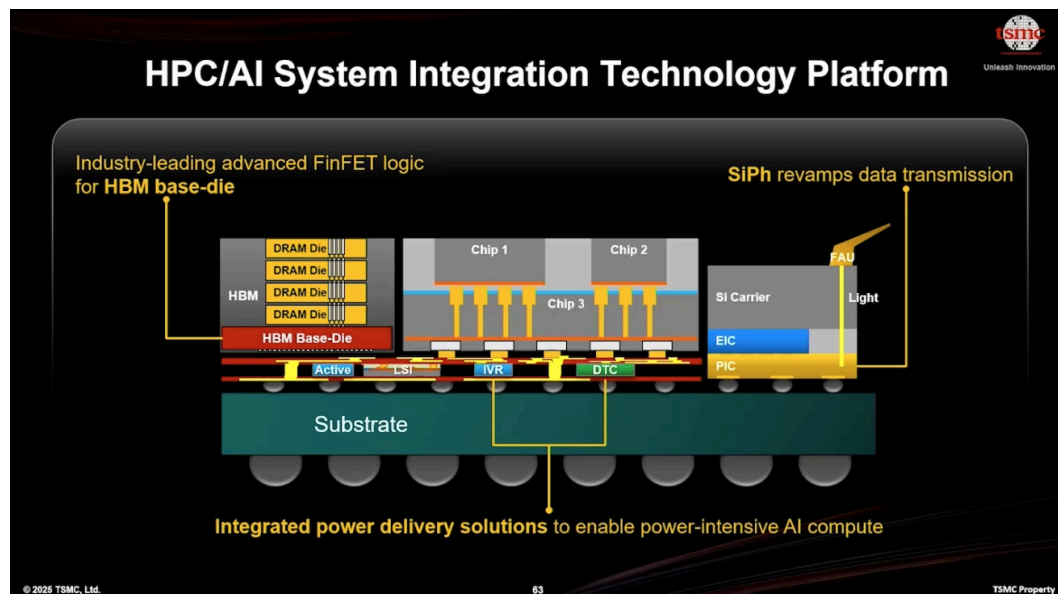 tsmc
Unleash Innovation
HPC/AI System Integration Technology Platform
Industry-leading advanced FinFET logic
for HBM base-die
SiPh revamps data transmission
DRAM Die
DRAM Die
DRAM Die
DRAM Die
HBM
HBM Base-Die
Chip 1
Chip 2
Chip 3
FAU
Si Carrier
Light
EIC
PIC
Active
LSI
IVR
DTC
Substrate
Integrated power delivery solutions to enable power-intensive AI compute
© 2025 TSMC, Ltd.
63
TSMC Property